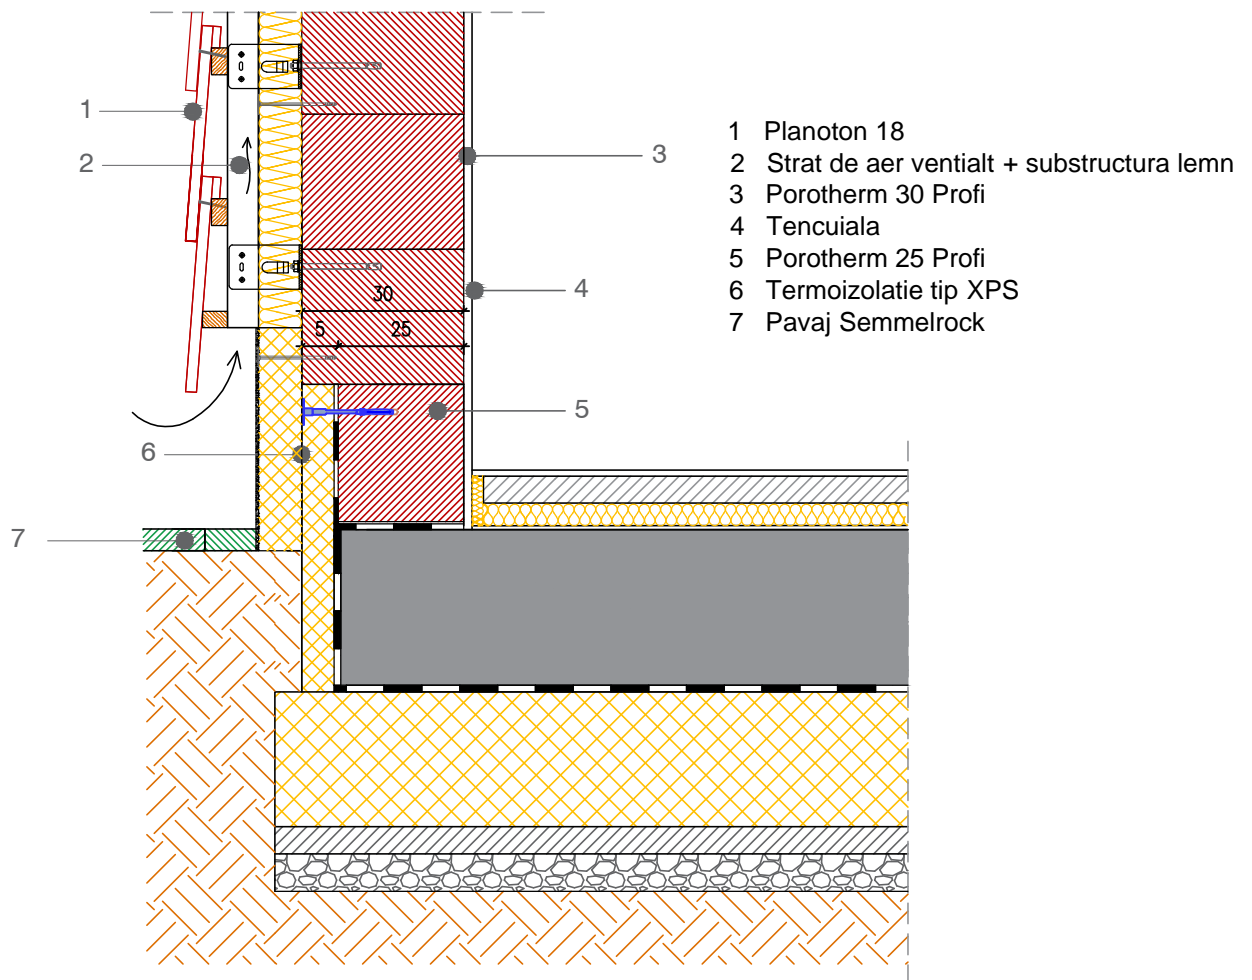 1 Planoton 18
2 Strat de aer ventialt + substructura lemn
3 Porotherm 30 Profi
4 Tencuiala
5 Porotherm 25 Profi
6 Termoizolatie tip XPS
7 Pavaj Semmelrock
1
2
3
4
30
5 25
5
6
7